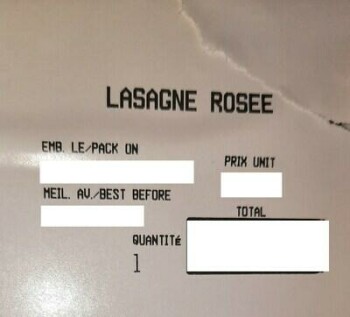 LASAGNE ROSEE
EMB. LE/PACK ON
PRIX UNIT
MEIL. AV./BEST BEFORE
TOTAL
QUANTITé
1